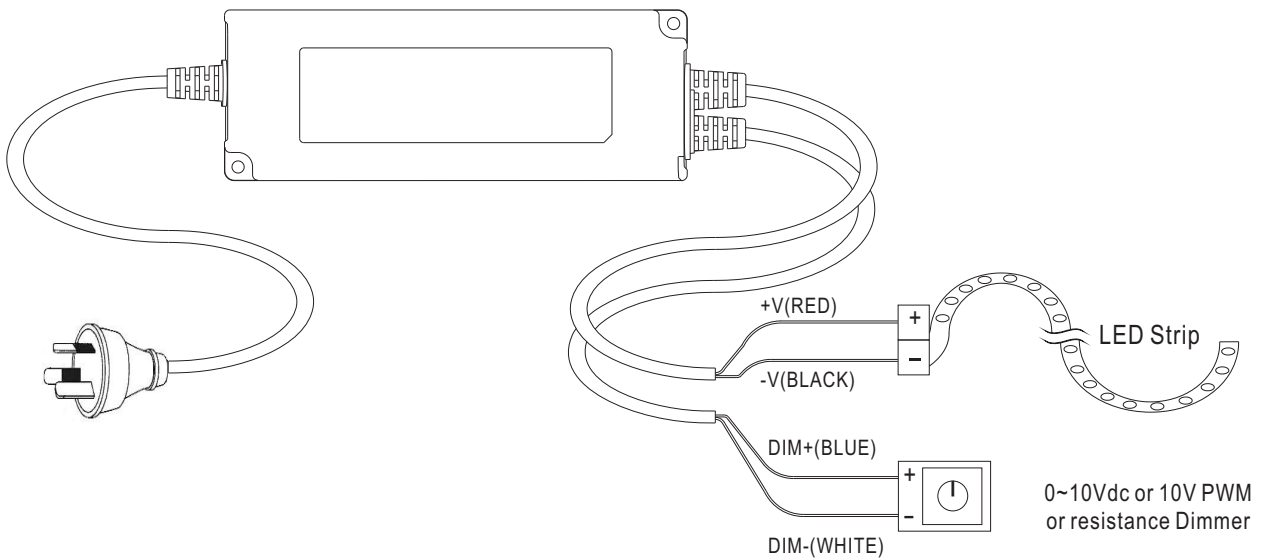 +V(RED)
+
LED Strip
−
-V(BLACK)
DIM+(BLUE)
+
0~10Vdc or 10V PWM
−
or resistance Dimmer
DIM-(WHITE)